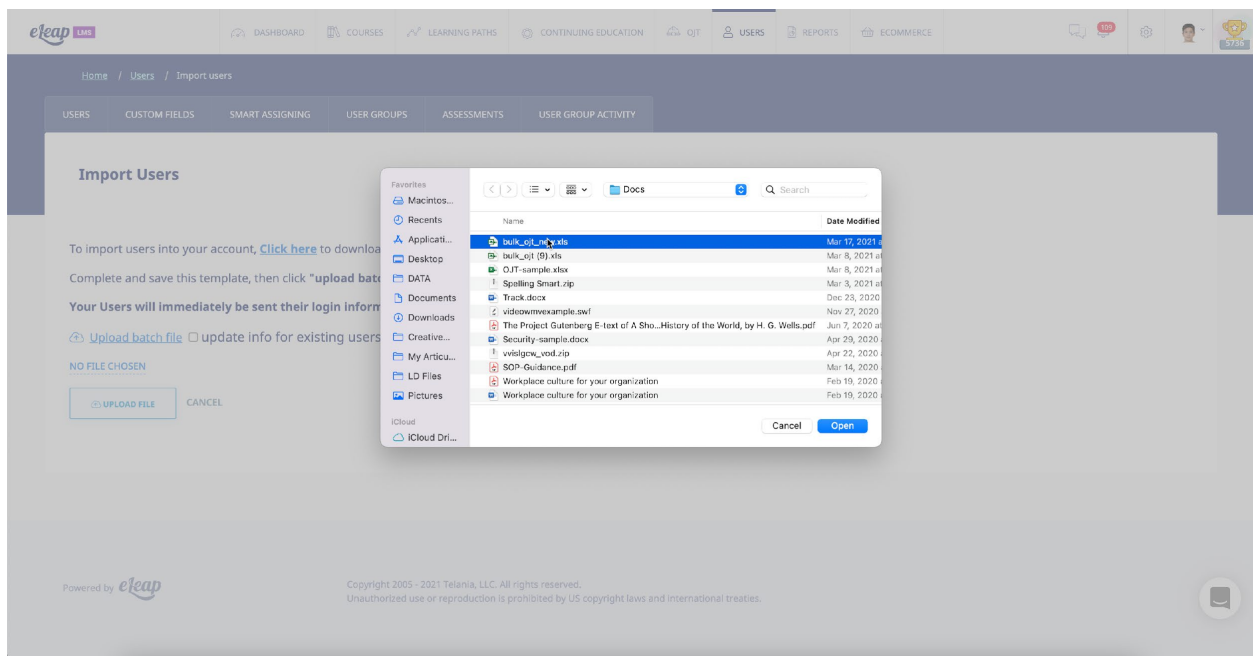 eleap LMS
DASHBOARD COURSES LEARNING PATHS CONTINUING EDUCATION OJT USERS REPORTS ECOMMERCE
5736
Home / Users / Import users
USERS CUSTOM FIELDS SMART ASSIGNING USER GROUPS ASSESSMENTS USER GROUP ACTIVITY
Import Users
To import users into your account, Click here to downloa
Complete and save this template, then click "upload batc
Your Users will immediately be sent their login inform
Upload batch file update info for existing users
NO FILE CHOSEN
UPLOAD FILE CANCEL
Favorites
Macintos...
Recents
Applicati...
Desktop
DATA
Documents
Downloads
Creative...
My Articu...
LD Files
Pictures
iCloud
iCloud Dri...
Docs
Search
Name Date Modified
bulk_ojt_new.xls Mar 17, 2021 a
bulk_ojt (9).xls Mar 8, 2021 at
OJT-sample.xlsx Mar 8, 2021 at
Spelling Smart.zip Mar 3, 2021 at
Track.docx Dec 23, 2020
videowmvexample.swf Nov 27, 2020
The Project Gutenberg E-text of A Sho...History of the World, by H. G. Wells.pdf Jun 7, 2020 at
Security-sample.docx Apr 29, 2020
vvislgcw_vod.zip Apr 22, 2020
SOP-Guidance.pdf Mar 14, 2020
Workplace culture for your organization Feb 19, 2020
Workplace culture for your organization Feb 19, 2020
Cancel Open
Powered by eleap
Copyright 2005 - 2021 Telania, LLC. All rights reserved.
Unauthorized use or reproduction is prohibited by US copyright laws and international treaties.